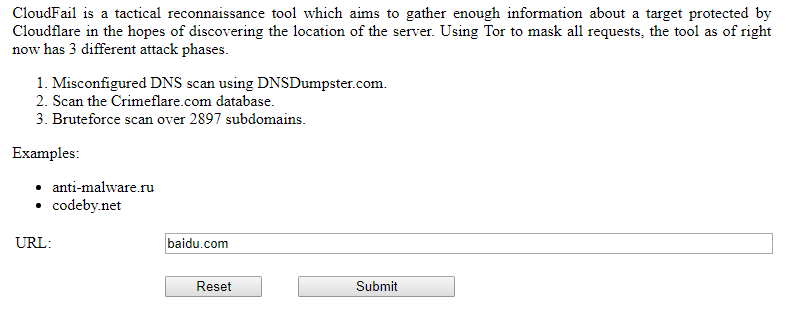 CloudFail is a tactical reconnaissance tool which aims to gather enough information about a target protected by
Cloudflare in the hopes of discovering the location of the server. Using Tor to mask all requests, the tool as of right
now has 3 different attack phases.
1. Misconfigured DNS scan using DNSDumpster.com.
2. Scan the Crimeflare.com database.
3. Bruteforce scan over 2897 subdomains.
Examples:
• anti-malware.ru
• codeby.net
URL: baidu.com
Reset Submit